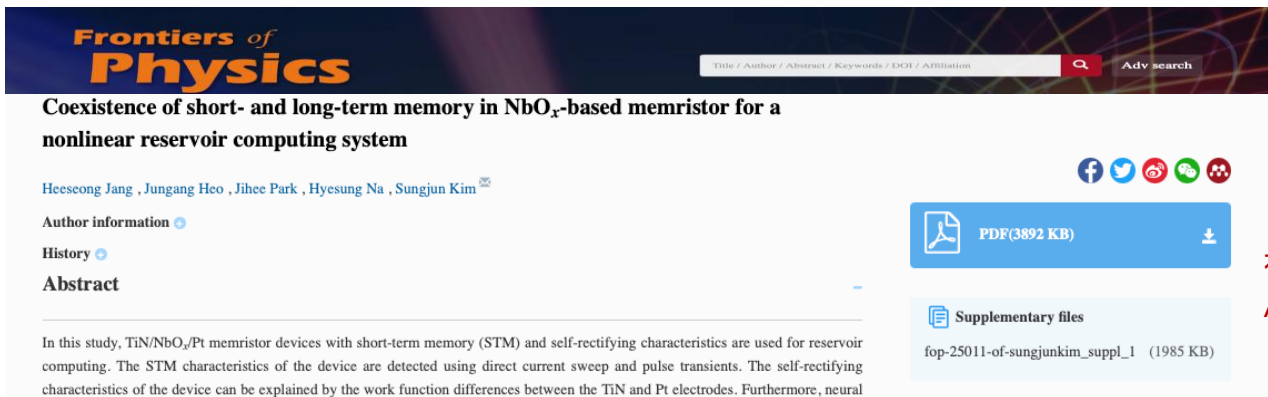 Frontiers of
Physics
Title / Author / Abstract / Keywords / DOI / Affiliation
Adv search
Coexistence of short- and long-term memory in NbOₓ-based memristor for a
nonlinear reservoir computing system
Heeseong Jang , Jungang Heo , Jihee Park , Hyesung Na , Sungjun Kim
Author information
History
Abstract
In this study, TiN/NbOₓ/Pt memristor devices with short-term memory (STM) and self-rectifying characteristics are used for reservoir
computing. The STM characteristics of the device are detected using direct current sweep and pulse transients. The self-rectifying
characteristics of the device can be explained by the work function differences between the TiN and Pt electrodes. Furthermore, neural
PDF(3892 KB)
Supplementary files
fop-25011-of-sungjunkim_suppl_1 (1985 KB)